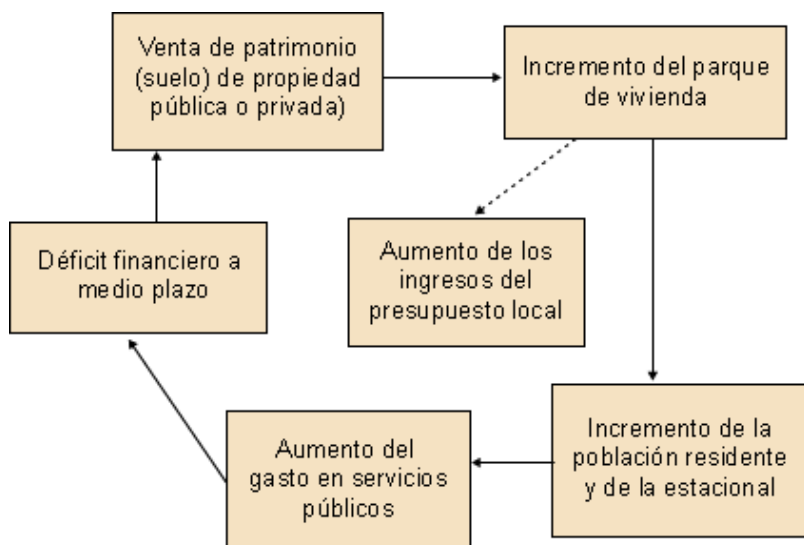 Venta de patrimonio
(suelo) de propiedad
pública o privada)
Incremento del parque
de vivienda
Aumento de los
ingresos del
presupuesto local
Déficit financiero a
medio plazo
Incremento de la
población residente
y de la estacional
Aumento del
gasto en servicios
públicos